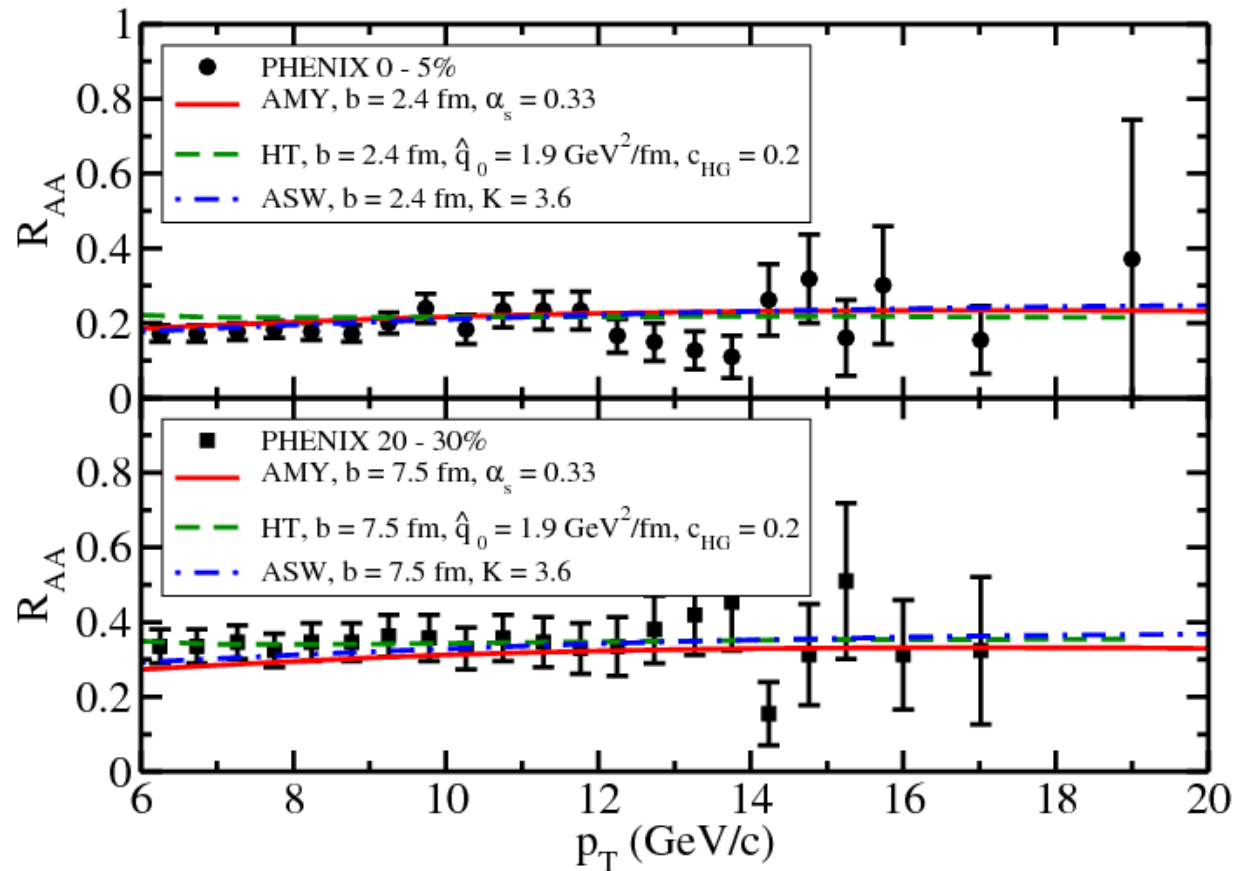 1
0.8
0.6
0.4
0.2
0
R_AA
PHENIX 0 - 5%
AMY, b = 2.4 fm, α_s = 0.33
HT, b = 2.4 fm, q̂_0 = 1.9 GeV²/fm, c_HG = 0.2
ASW, b = 2.4 fm, K = 3.6
0.8
0.6
0.4
0.2
0
R_AA
PHENIX 20 - 30%
AMY, b = 7.5 fm, α_s = 0.33
HT, b = 7.5 fm, q̂_0 = 1.9 GeV²/fm, c_HG = 0.2
ASW, b = 7.5 fm, K = 3.6
6 8 10 12 14 16 18 20
p_T (GeV/c)